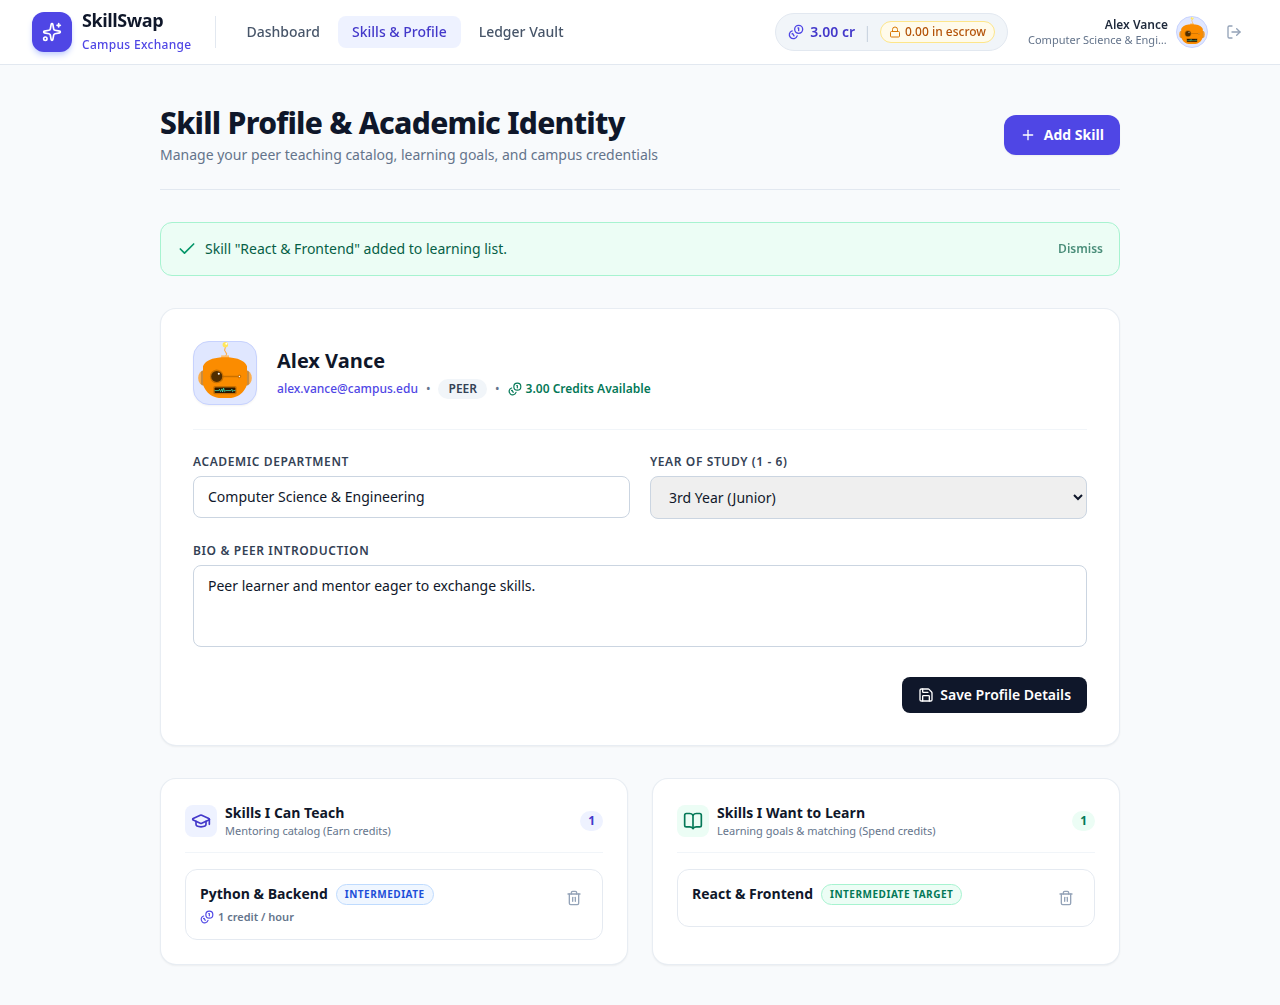 SkillSwap
Campus Exchange
Dashboard
Skills & Profile
Ledger Vault
3.00 cr
0.00 in escrow
Alex Vance
Computer Science & Engi...
Skill Profile & Academic Identity
Manage your peer teaching catalog, learning goals, and campus credentials
Add Skill
Skill "React & Frontend" added to learning list.
Dismiss
Alex Vance
alex.vance@campus.edu • PEER • 3.00 Credits Available
ACADEMIC DEPARTMENT
Computer Science & Engineering
YEAR OF STUDY (1 - 6)
3rd Year (Junior)
BIO & PEER INTRODUCTION
Peer learner and mentor eager to exchange skills.
Save Profile Details
Skills I Can Teach
Mentoring catalog (Earn credits)
1
Python & Backend INTERMEDIATE
1 credit / hour
Skills I Want to Learn
Learning goals & matching (Spend credits)
1
React & Frontend INTERMEDIATE TARGET